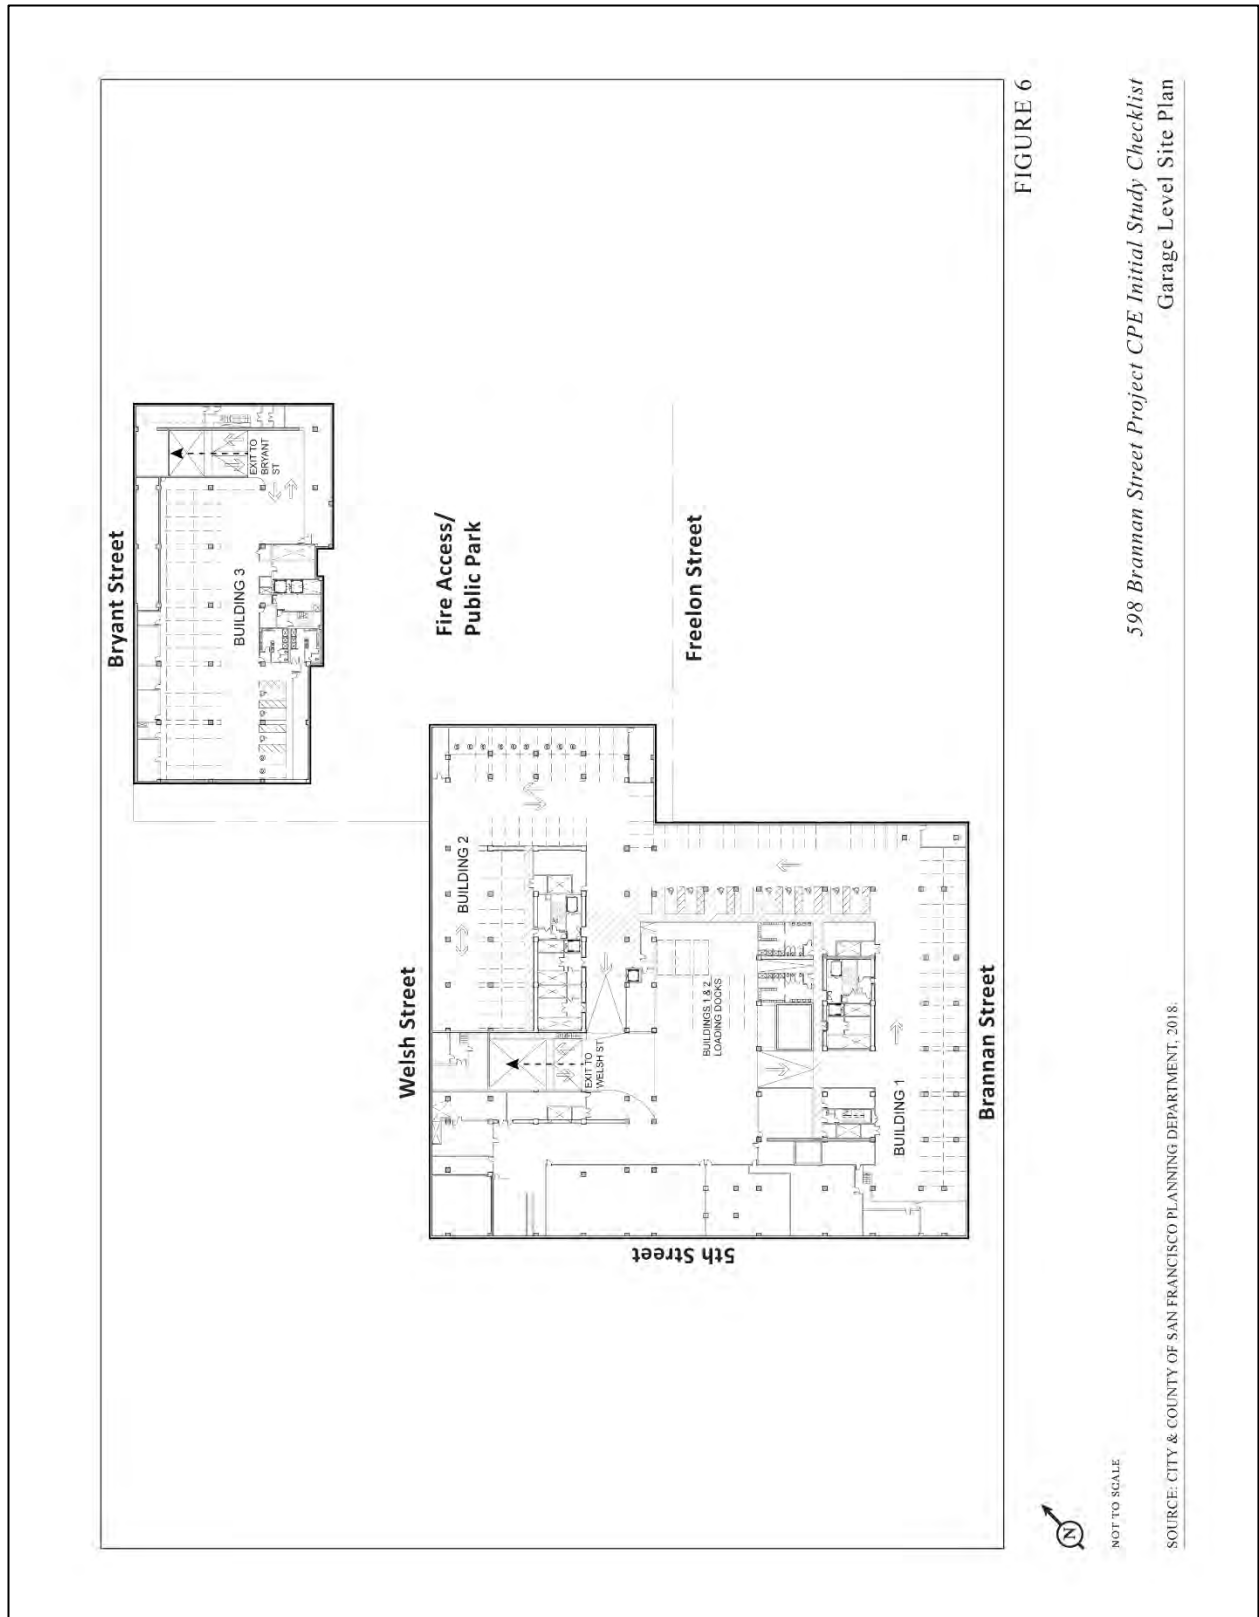 Bryant Street
BUILDING 3
EXIT TO
BRYANT
ST
Fire Access/
Public Park
Freelon Street
Welsh Street
BUILDING 2
EXIT TO
WELSH ST
BUILDINGS 1 & 2
LOADING DOCKS
5th Street
BUILDING 1
Brannan Street
FIGURE 6
N
NOT TO SCALE
598 Brannan Street Project CPE Initial Study Checklist
Garage Level Site Plan
SOURCE: CITY & COUNTY OF SAN FRANCISCO PLANNING DEPARTMENT, 2018.